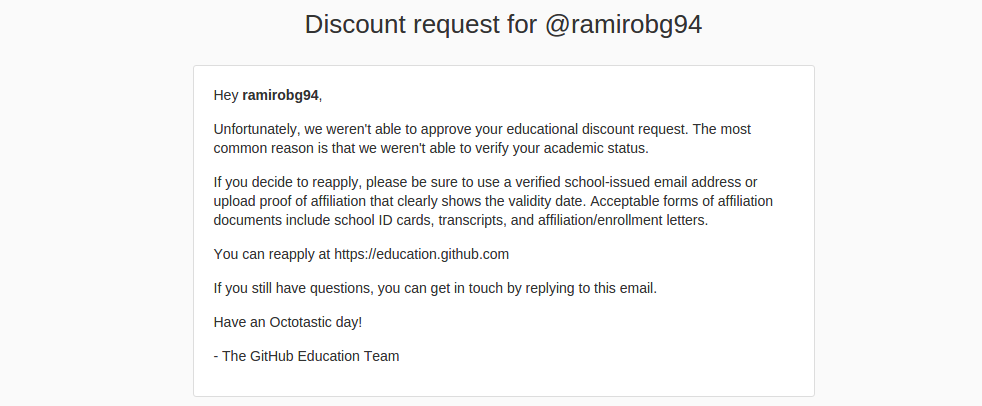 Discount request for @ramirobg94
Hey ramirobg94,
Unfortunately, we weren't able to approve your educational discount request. The most
common reason is that we weren't able to verify your academic status.
If you decide to reapply, please be sure to use a verified school-issued email address or
upload proof of affiliation that clearly shows the validity date. Acceptable forms of affiliation
documents include school ID cards, transcripts, and affiliation/enrollment letters.
You can reapply at https://education.github.com
If you still have questions, you can get in touch by replying to this email.
Have an Octotastic day!
- The GitHub Education Team